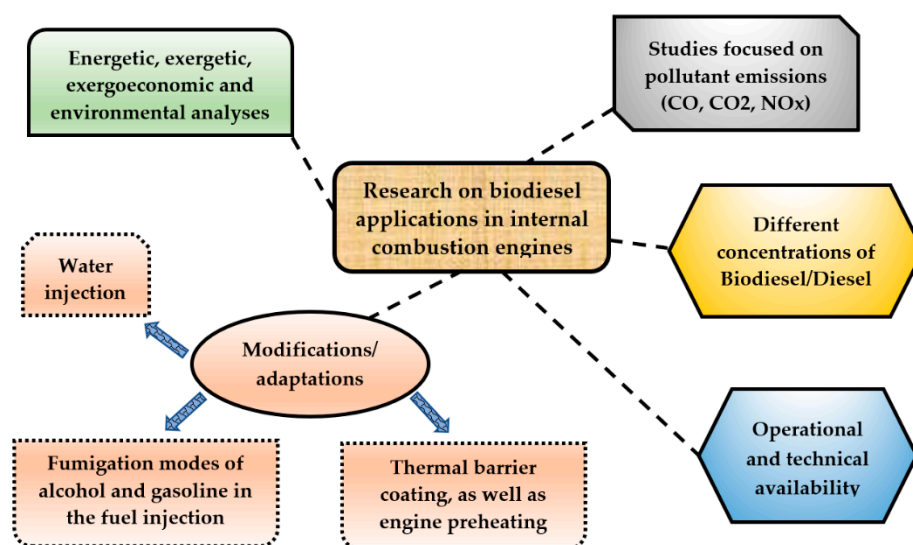 Energetic, exergetic,
exergoeconomic and
environmental analyses
Studies focused on
pollutant emissions
(CO, CO2, NOx)
Research on biodiesel
applications in internal
combustion engines
Different
concentrations of
Biodiesel/Diesel
Water
injection
Modifications/
adaptations
Operational
and technical
availability
Fumigation modes of
alcohol and gasoline in
the fuel injection
Thermal barrier
coating, as well as
engine preheating